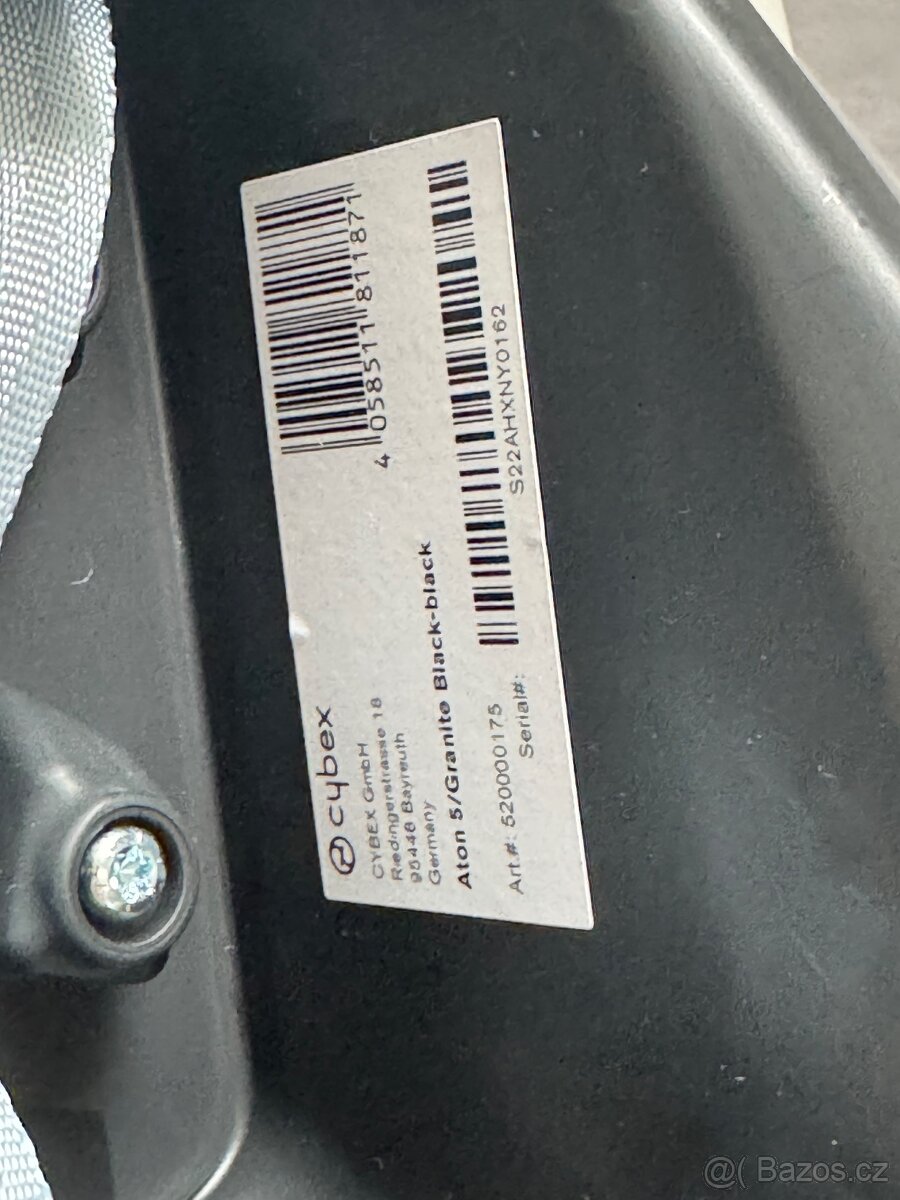 cybex
CYBEX GmbH
Riedingerstrasse 18
95448 Bayreuth
Germany
Aton 5/Granite Black-black
Art.#: 520000175
Serial#:
4 058511 811871
S22AHXNY0162
@( Bazos.cz